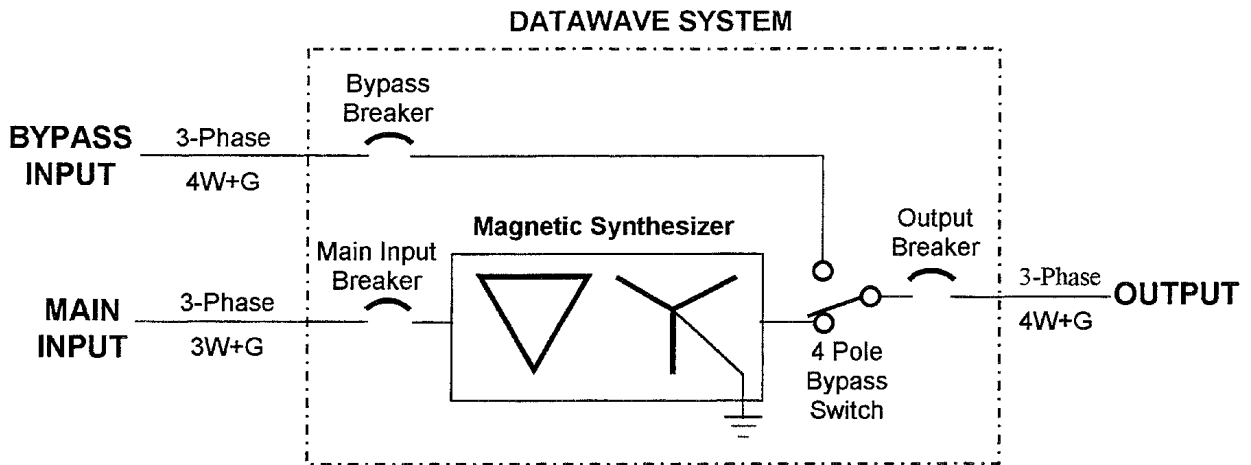 DATAWAVE SYSTEM
Bypass
Breaker
BYPASS
INPUT
3-Phase
4W+G
Magnetic Synthesizer
Main Input
Breaker
Output
Breaker
MAIN
INPUT
3-Phase
3W+G
3-Phase
4W+G
OUTPUT
4 Pole
Bypass
Switch